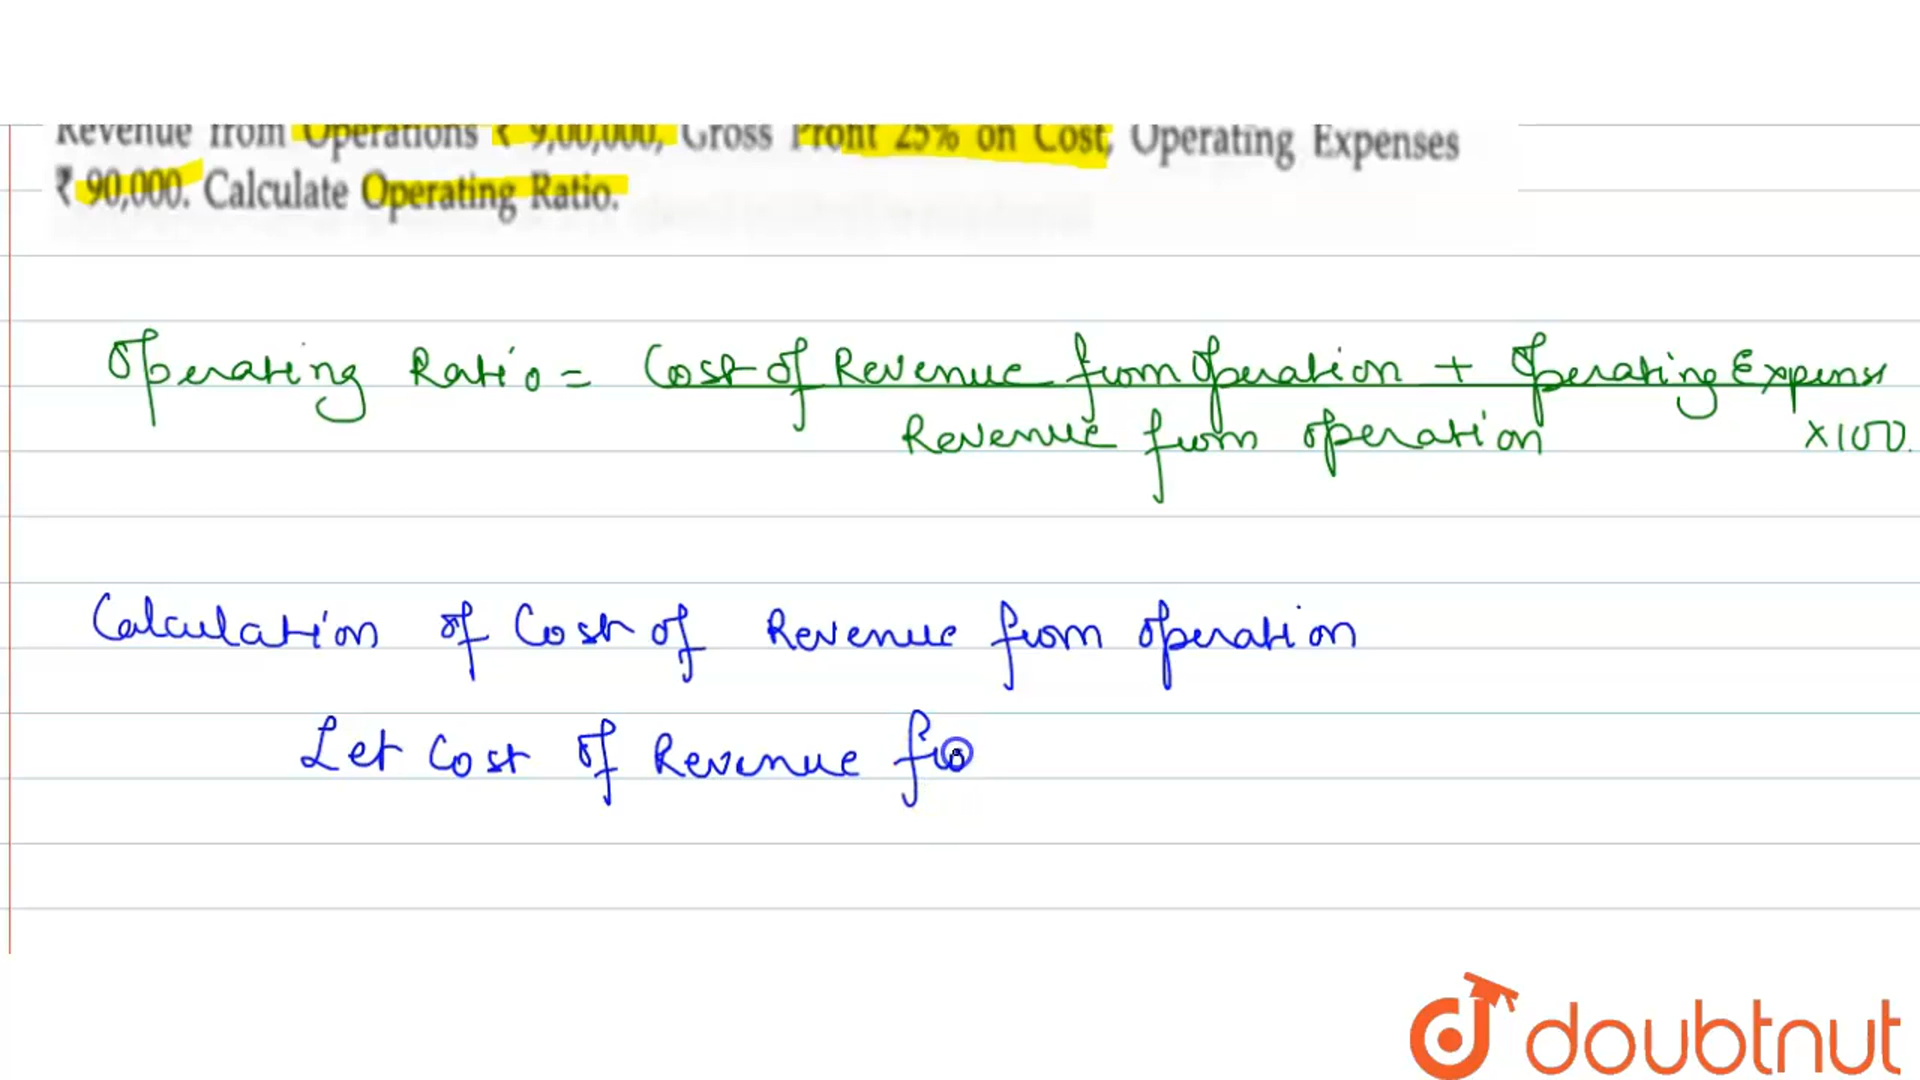 Revenue from Operations ₹ 9,00,000, Gross Profit 25% on Cost, Operating Expenses
₹ 90,000. Calculate Operating Ratio.
Operating Ratio = Cost of Revenue from Operation + Operating Expenses
Revenue from operation ×100.
Calculation of Cost of Revenue from operation
Let Cost of Revenue fro
doubtnut